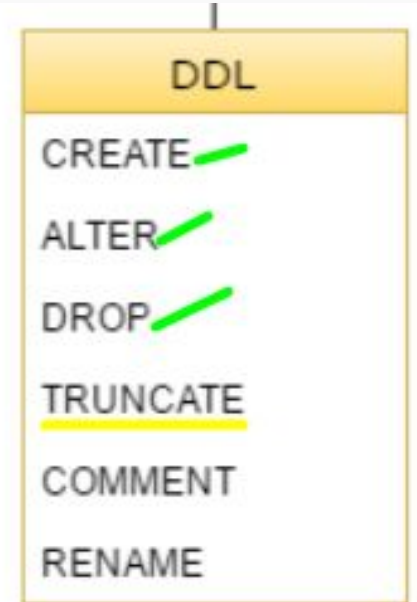 DDL
CREATE
ALTER
DROP
TRUNCATE
COMMENT
RENAME